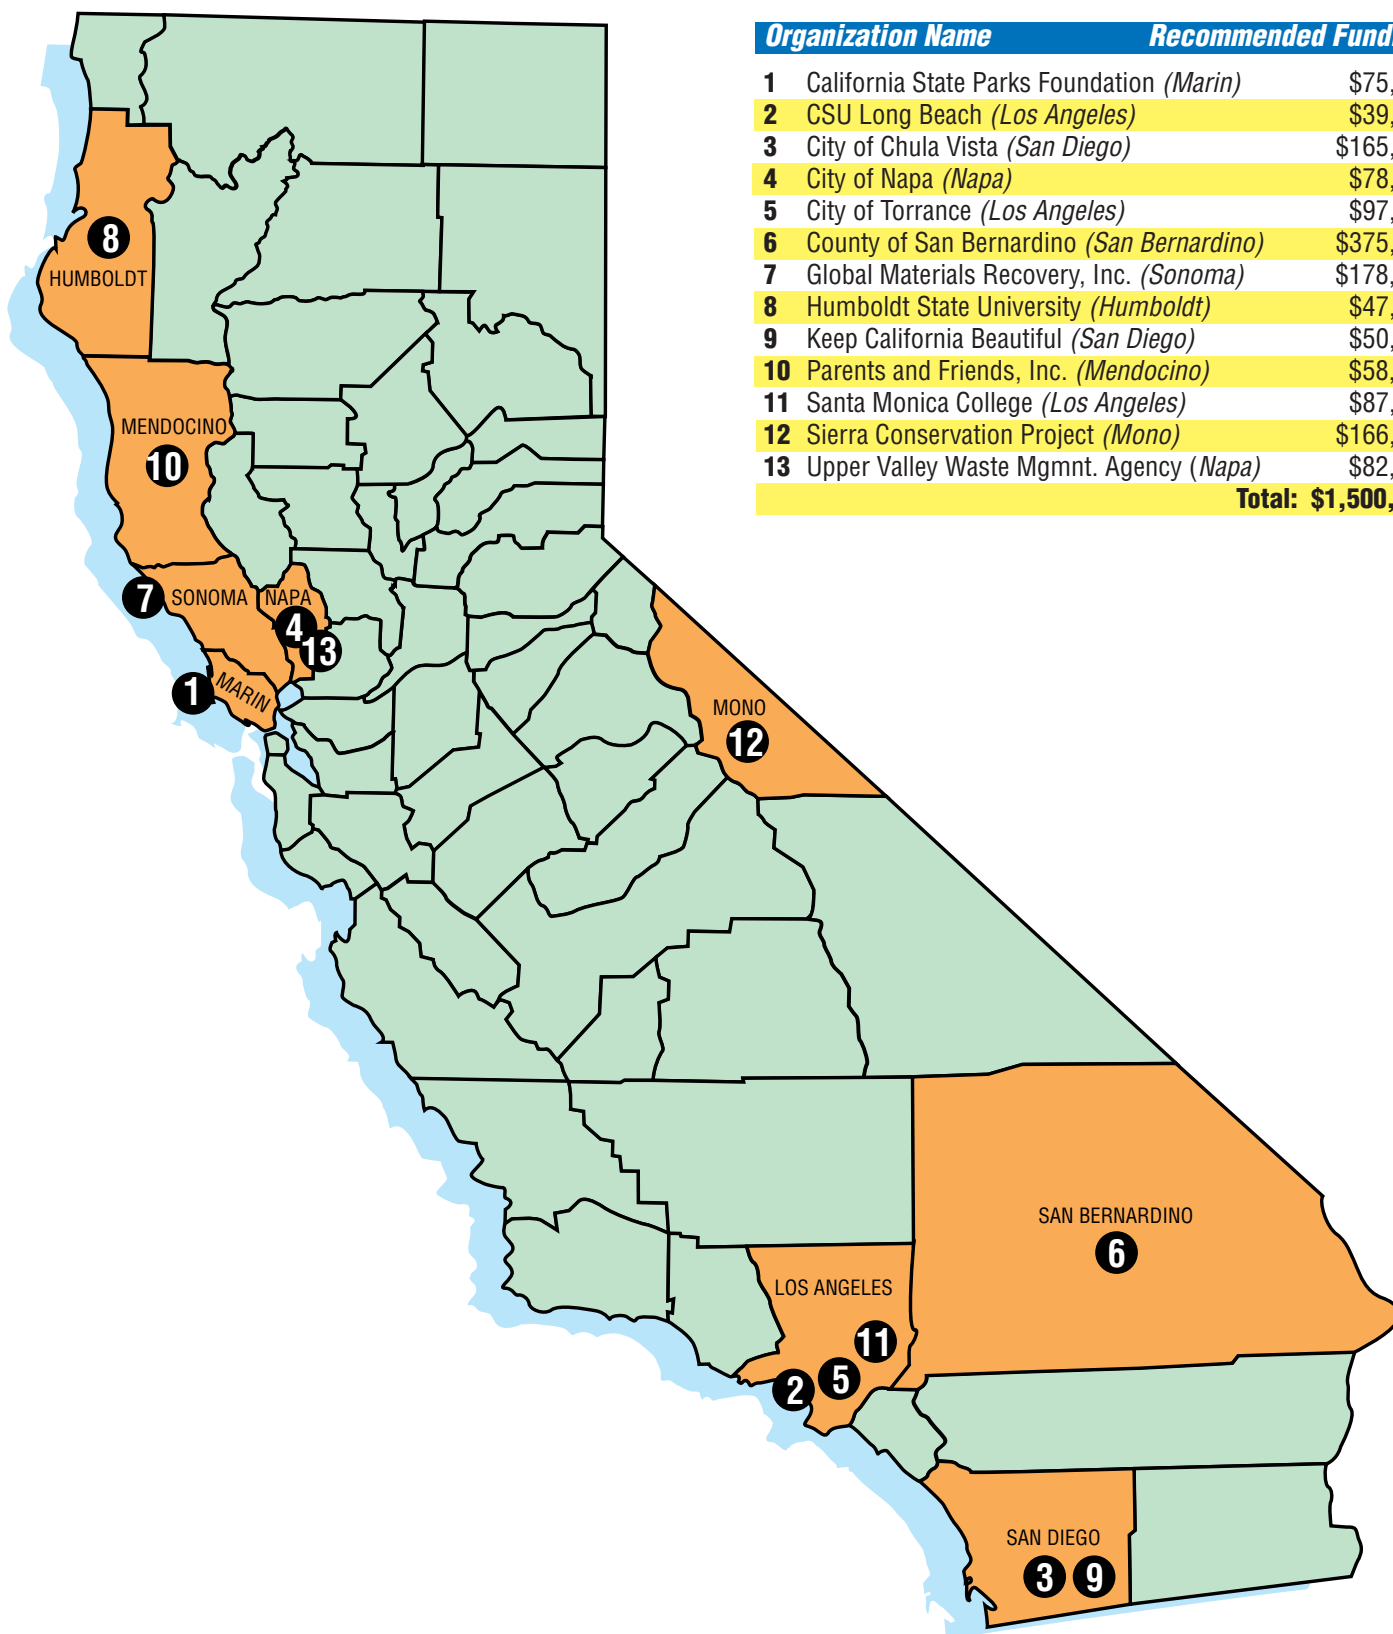 Organization Name Recommended Fund
1 California State Parks Foundation (Marin) $75,
2 CSU Long Beach (Los Angeles) $39,
3 City of Chula Vista (San Diego) $165,
4 City of Napa (Napa) $78,
5 City of Torrance (Los Angeles) $97,
6 County of San Bernardino (San Bernardino) $375,
7 Global Materials Recovery, Inc. (Sonoma) $178,
8 Humboldt State University (Humboldt) $47,
9 Keep California Beautiful (San Diego) $50,
10 Parents and Friends, Inc. (Mendocino) $58,
11 Santa Monica College (Los Angeles) $87,
12 Sierra Conservation Project (Mono) $166,
13 Upper Valley Waste Mgmnt. Agency (Napa) $82,
Total: $1,500,
8
HUMBOLDT
MENDOCINO
10
7
SONOMA
NAPA
4
13
1
MARIN
MONO
12
SAN BERNARDINO
6
LOS ANGELES
11
5
2
SAN DIEGO
3
9